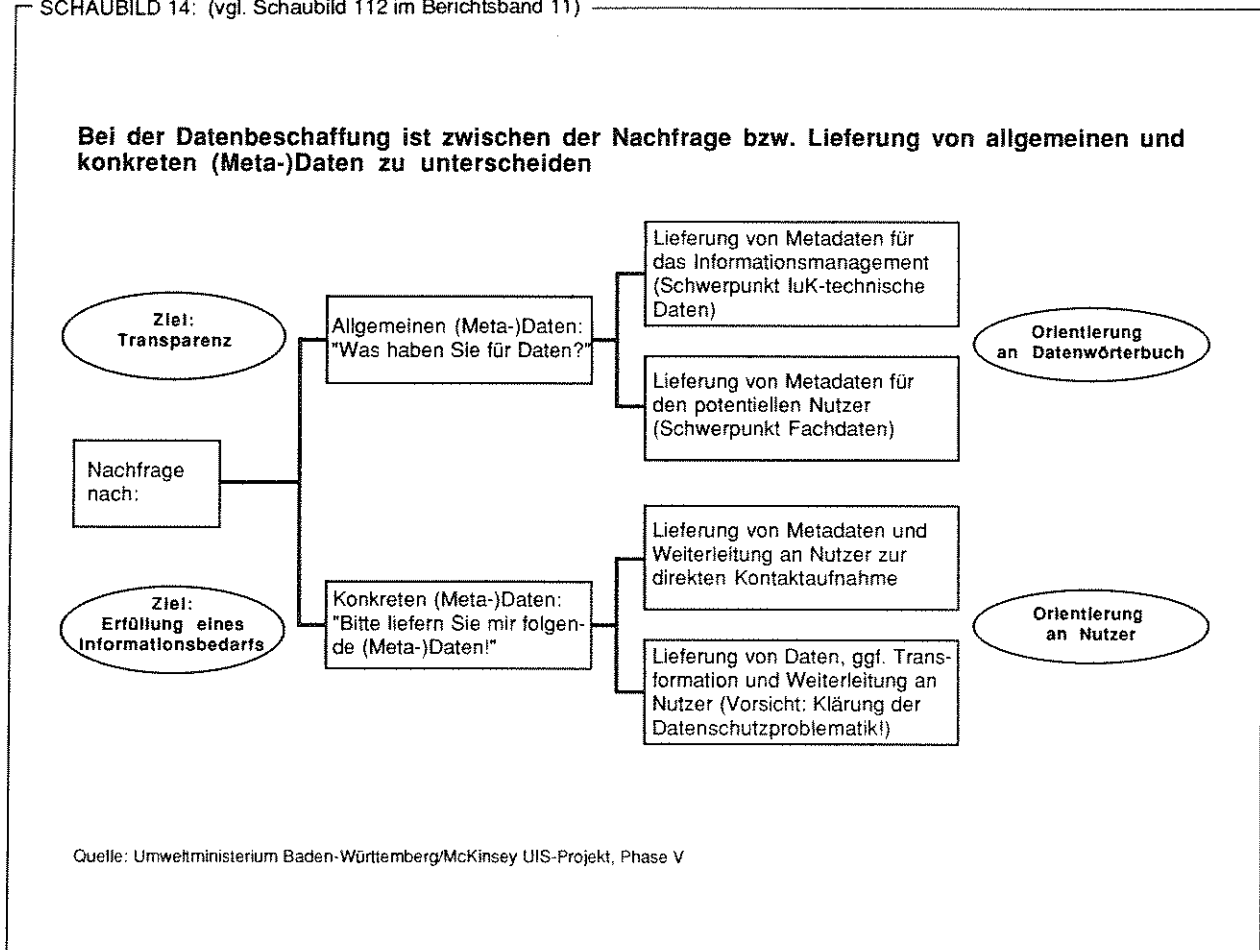 SCHAUBILD 14: (vgl. Schaubild 112 im Berichtsband 11)
Bei der Datenbeschaffung ist zwischen der Nachfrage bzw. Lieferung von allgemeinen und
konkreten (Meta-)Daten zu unterscheiden
Ziel:
Transparenz
Nachfrage
nach:
Ziel:
Erfüllung eines
Informationsbedarfs
Allgemeinen (Meta-)Daten:
"Was haben Sie für Daten?"
Konkreten (Meta-)Daten:
"Bitte liefern Sie mir folgen-
de (Meta-)Daten!"
Lieferung von Metadaten für
das Informationsmanagement
(Schwerpunkt IuK-technische
Daten)
Lieferung von Metadaten für
den potentiellen Nutzer
(Schwerpunkt Fachdaten)
Lieferung von Metadaten und
Weiterleitung an Nutzer zur
direkten Kontaktaufnahme
Lieferung von Daten, ggf. Trans-
formation und Weiterleitung an
Nutzer (Vorsicht: Klärung der
Datenschutzproblematik!)
Orientierung
an Datenwörterbuch
Orientierung
an Nutzer
Quelle: Umweltministerium Baden-Württemberg/McKinsey UIS-Projekt, Phase V